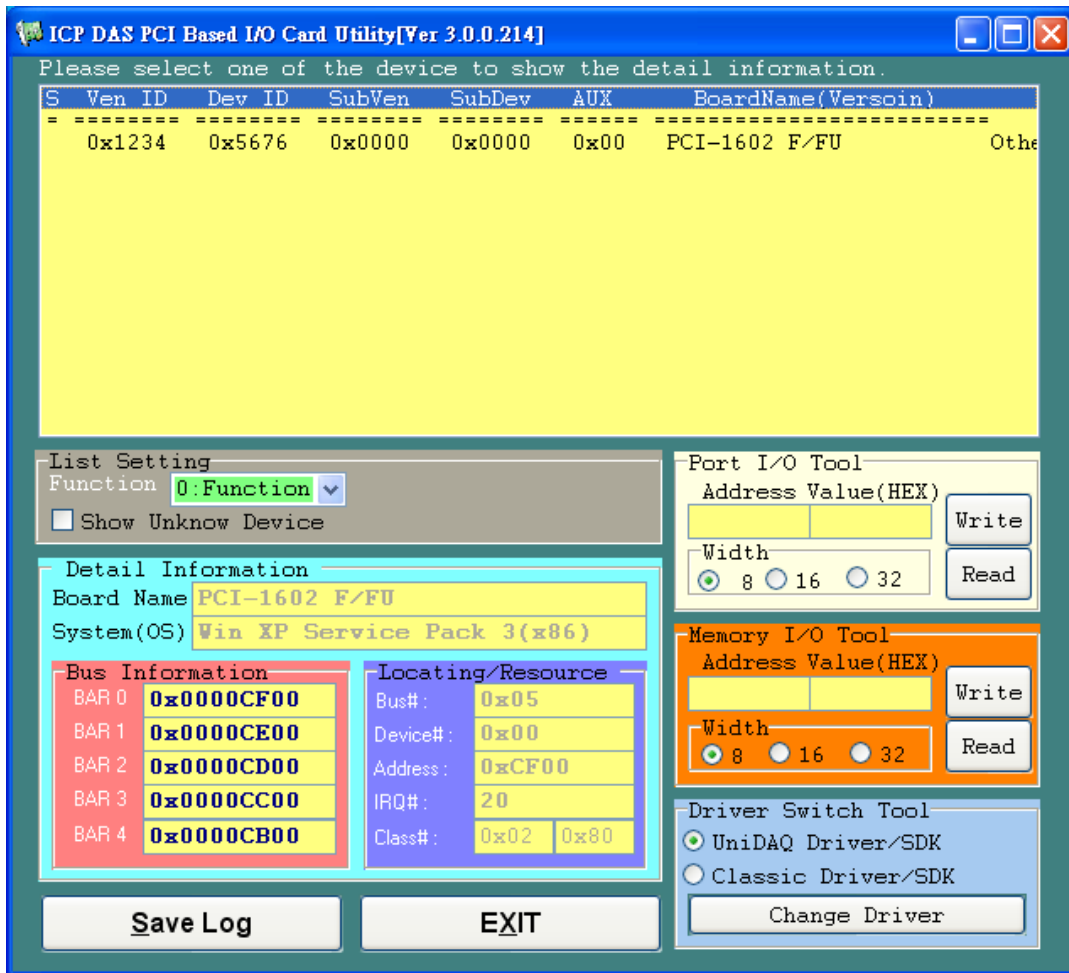 ICP DAS PCI Based I/O Card Utility[Ver 3.0.0.214]
Please select one of the device to show the detail information.
S Ven ID Dev ID SubVen SubDev AUX BoardName(Versoin)
= ======== ======== ======== ======== ====== =========================
0x1234 0x5676 0x0000 0x0000 0x00 PCI-1602 F/FU Othe
List Setting
Function 0:Function
Show Unknow Device
Detail Information
Board Name PCI-1602 F/FU
System(OS) Win XP Service Pack 3(x86)
Bus Information
BAR 0 0x0000CF00
BAR 1 0x0000CE00
BAR 2 0x0000CD00
BAR 3 0x0000CC00
BAR 4 0x0000CB00
Locating/Resource
Bus# : 0x05
Device# : 0x00
Address : 0xCF00
IRQ# : 20
Class# : 0x02 0x80
Save Log
EXIT
Port I/O Tool
Address Value(HEX)
Write
Width
8 16 32
Read
Memory I/O Tool
Address Value(HEX)
Write
Width
8 16 32
Read
Driver Switch Tool
UniDAQ Driver/SDK
Classic Driver/SDK
Change Driver